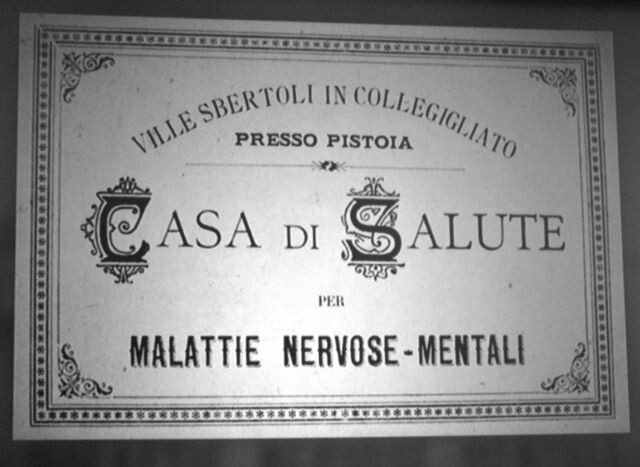 VILLE SBERTOLI IN COLLEGIGLIATO
PRESSO PISTOIA
CASA DI SALUTE
PER
MALATTIE NERVOSE-MENTALI